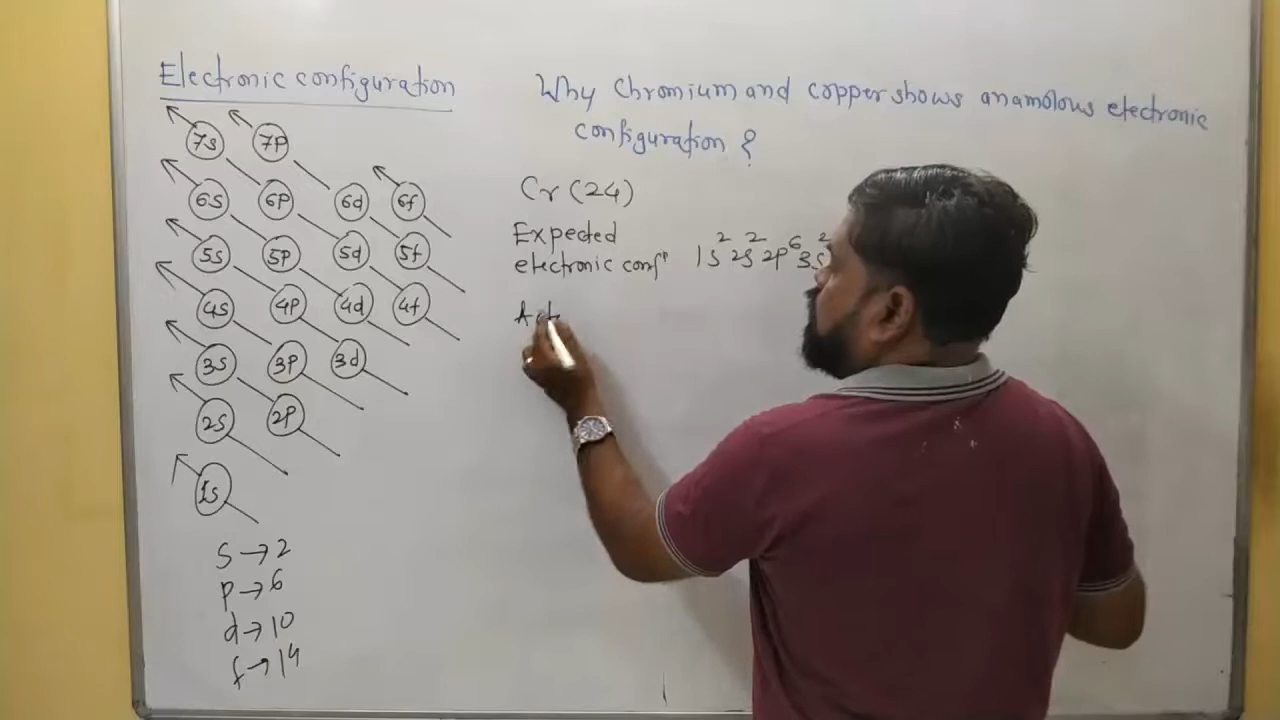 Electronic configuration
7s 7p
6s 6p 6d 6f
5s 5p 5d 5f
4s 4p 4d 4f
3s 3p 3d
2s 2p
1s
s → 2
p → 6
d → 10
f → 14
Why Chromium and copper shows anamolous electronic
configuration ?
Cr (24)
Expected
electronic confⁿ 1s² 2s² 2p⁶ 3s²
Act